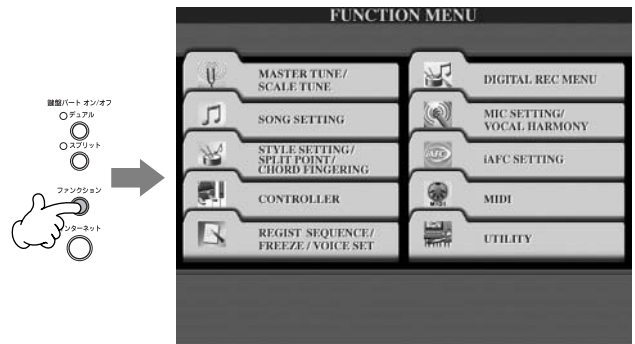 鍵盤パート オン/オフ
デュアル
スプリット
ファンクション
ンターネット
FUNCTION MENU
MASTER TUNE/
SCALE TUNE
SONG SETTING
STYLE SETTING/
SPLIT POINT/
CHORD FINGERING
CONTROLLER
REGIST SEQUENCE/
FREEZE / VOICE SET
DIGITAL REC MENU
MIC SETTING/
VOCAL HARMONY
iAFC SETTING
MIDI
UTILITY
iAFC
MIDI